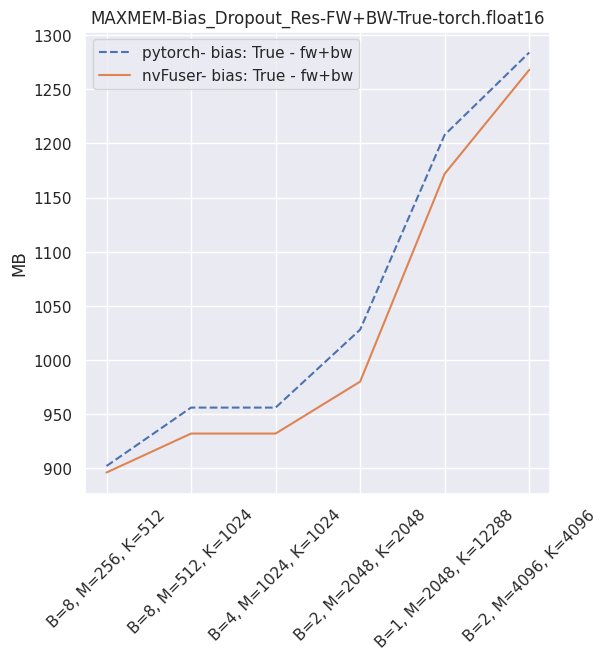 MAXMEM-Bias_Dropout_Res-FW+BW-True-torch.float16
pytorch- bias: True - fw+bw
nvFuser- bias: True - fw+bw
MB
1300
1250
1200
1150
1100
1050
1000
950
900
B=8, M=256, K=512
B=8, M=512, K=1024
B=4, M=1024, K=1024
B=2, M=2048, K=2048
B=1, M=2048, K=12288
B=2, M=4096, K=4096